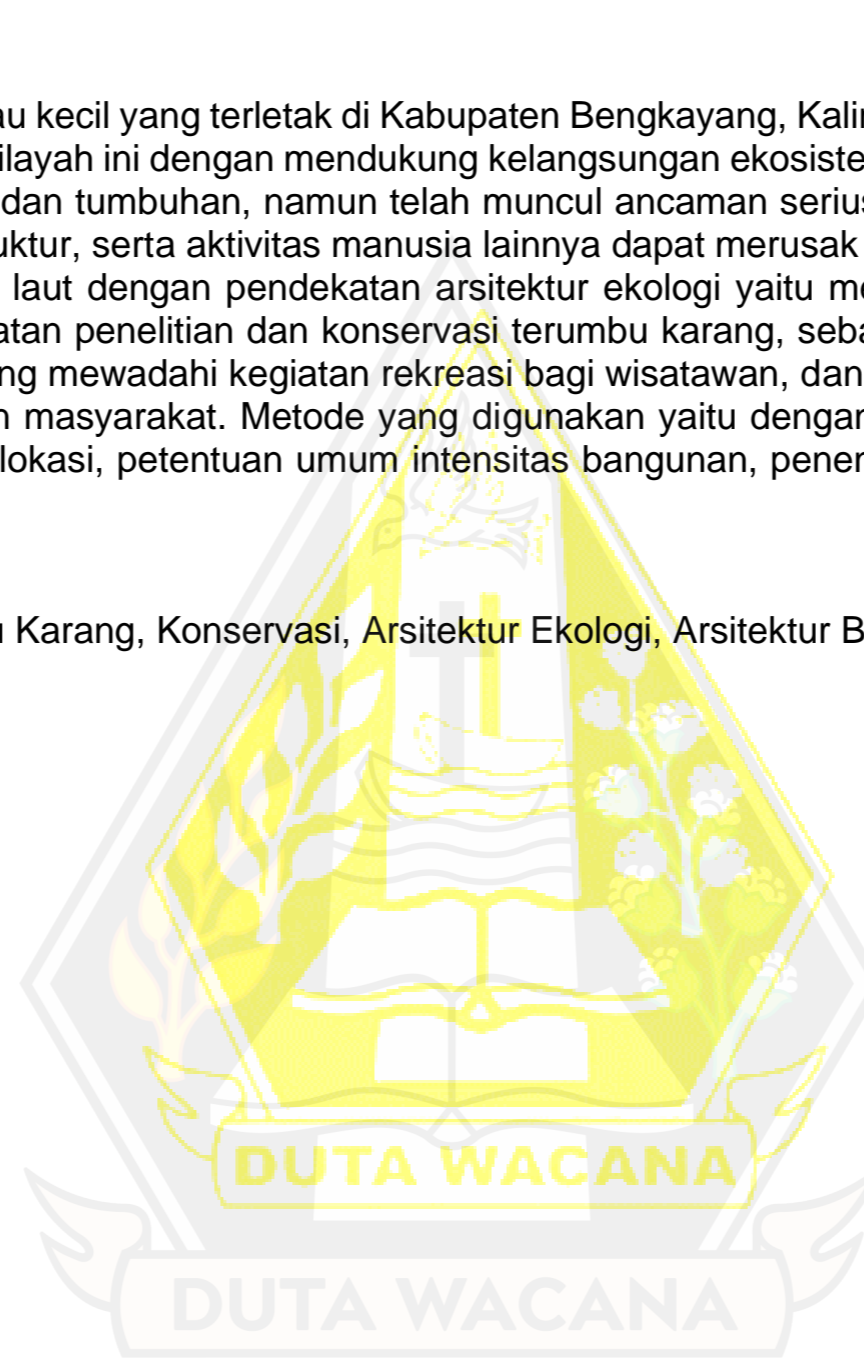 au kecil yang terletak di Kabupaten Bengkayang, Kalin
ilayah ini dengan mendukung kelangsungan ekosiste
dan tumbuhan, namun telah muncul ancaman serius
uktur, serta aktivitas manusia lainnya dapat merusak
laut dengan pendekatan arsitektur ekologi yaitu me
atan penelitian dan konservasi terumbu karang, seba
ng mewadahi kegiatan rekreasi bagi wisatawan, dan
n masyarakat. Metode yang digunakan yaitu dengan
lokasi, petentuan umum intensitas bangunan, pener
u Karang, Konservasi, Arsitektur Ekologi, Arsitektur B
DUTA WACANA
DUTA WACANA